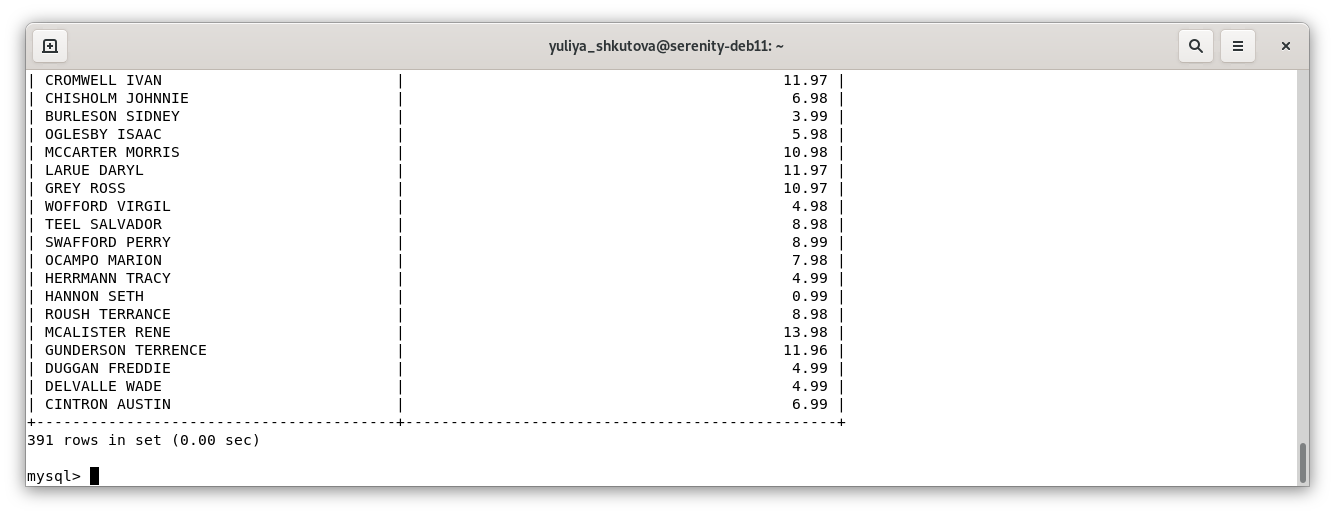 yuliya_shkutova@serenity-deb11: ~
| CROMWELL IVAN                          |                                          11.97 |
| CHISHOLM JOHNNIE                       |                                           6.98 |
| BURLESON SIDNEY                        |                                           3.99 |
| OGLESBY ISAAC                          |                                           5.98 |
| MCCARTER MORRIS                        |                                          10.98 |
| LARUE DARYL                            |                                          11.97 |
| GREY ROSS                              |                                          10.97 |
| WOFFORD VIRGIL                         |                                           4.98 |
| TEEL SALVADOR                          |                                           8.98 |
| SWAFFORD PERRY                         |                                           8.99 |
| OCAMPO MARION                          |                                           7.98 |
| HERRMANN TRACY                         |                                           4.99 |
| HANNON SETH                            |                                           0.99 |
| ROUSH TERRANCE                         |                                           8.98 |
| MCALISTER RENE                         |                                          13.98 |
| GUNDERSON TERRENCE                     |                                          11.96 |
| DUGGAN FREDDIE                         |                                           4.99 |
| DELVALLE WADE                          |                                           4.99 |
| CINTRON AUSTIN                         |                                           6.99 |
+----------------------------------------+------------------------------------------------+
391 rows in set (0.00 sec)
mysql>